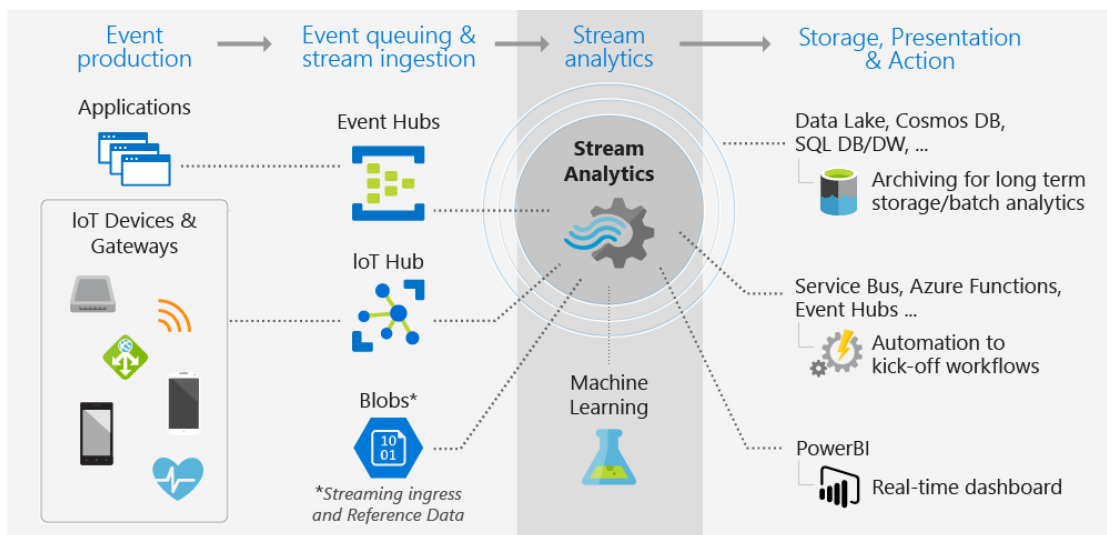 Event
production
Event queuing &
stream ingestion
Stream
analytics
Storage, Presentation
& Action
Applications
IoT Devices &
Gateways
Event Hubs
IoT Hub
Blobs*
10
01
*Streaming ingress
and Reference Data
Stream
Analytics
Machine
Learning
Data Lake, Cosmos DB,
SQL DB/DW, ...
Archiving for long term
storage/batch analytics
Service Bus, Azure Functions,
Event Hubs ...
Automation to
kick-off workflows
PowerBI
Real-time dashboard